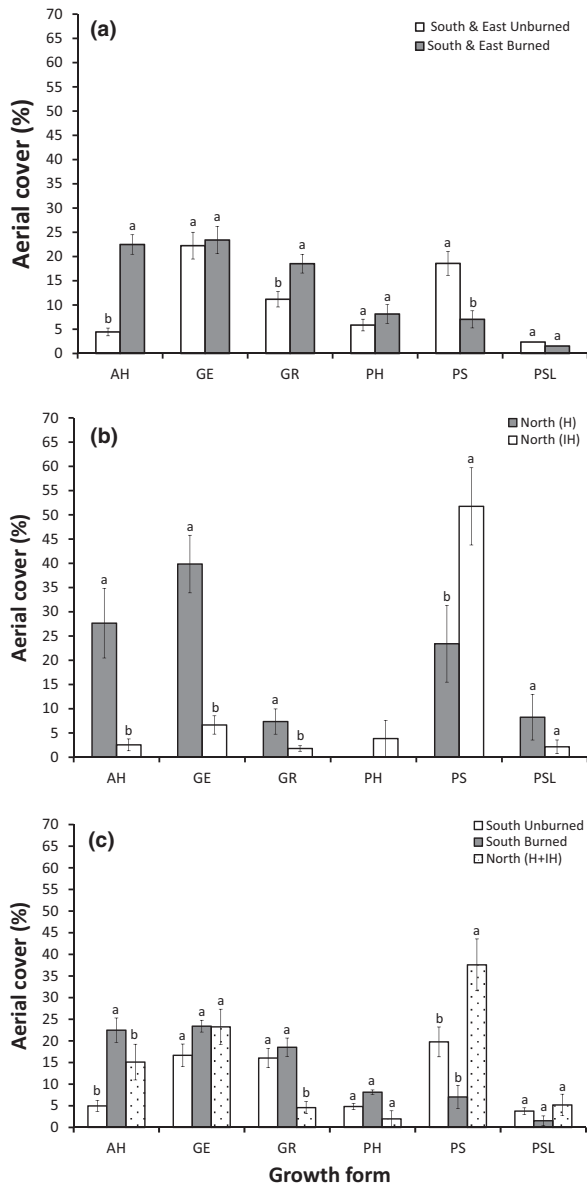 (a)
South & East Unburned
South & East Burned
Aerial cover (%)
70
65
60
55
50
45
40
35
30
25
20
15
10
5
0
b a
a a
b a
a a
a b
a a
AH GE GR PH PS PSL
(b)
North (H)
North (IH)
Aerial cover (%)
70
65
60
55
50
45
40
35
30
25
20
15
10
5
0
a b
a b
a b
b a
a a
AH GE GR PH PS PSL
(c)
South Unburned
South Burned
North (H+IH)
Aerial cover (%)
70
65
60
55
50
45
40
35
30
25
20
15
10
5
0
b a b
a a a
a a b
a a a
b b a
a a a
AH GE GR PH PS PSL
Growth form